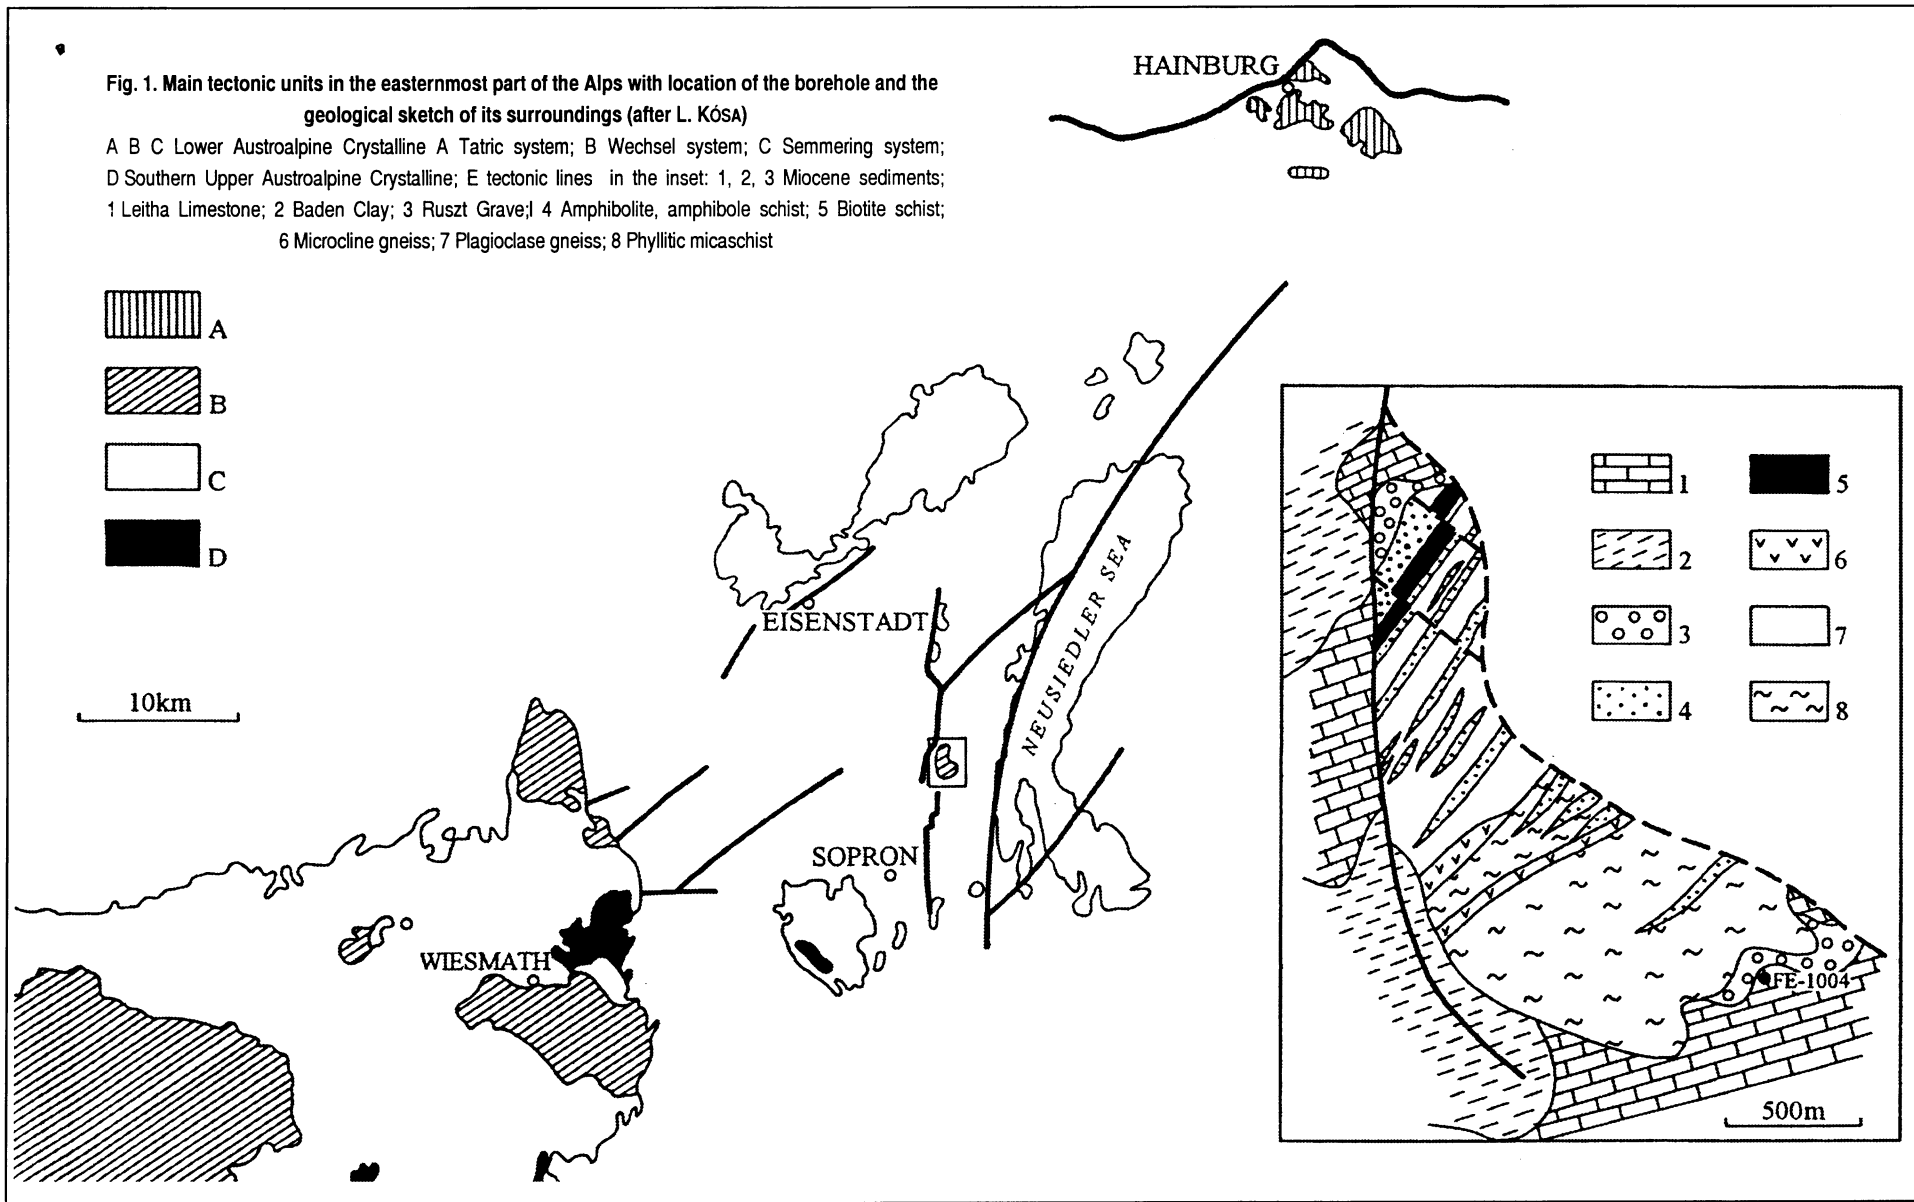 Fig. 1. Main tectonic units in the easternmost part of the Alps with location of the borehole and the
geological sketch of its surroundings (after L. KÓSA)
A B C Lower Austroalpine Crystalline A Tatric system; B Wechsel system; C Semmering system;
D Southern Upper Austroalpine Crystalline; E tectonic lines in the inset: 1, 2, 3 Miocene sediments;
1 Leitha Limestone; 2 Baden Clay; 3 Ruszt Grave;l 4 Amphibolite, amphibole schist; 5 Biotite schist;
6 Microcline gneiss; 7 Plagioclase gneiss; 8 Phyllitic micaschist
HAINBURG
A
B
C
D
10km
EISENSTADT
NEUSIEDLER SEA
SOPRON
WIESMATH
1
5
2
6
3
7
4
8
FE-1004
500m